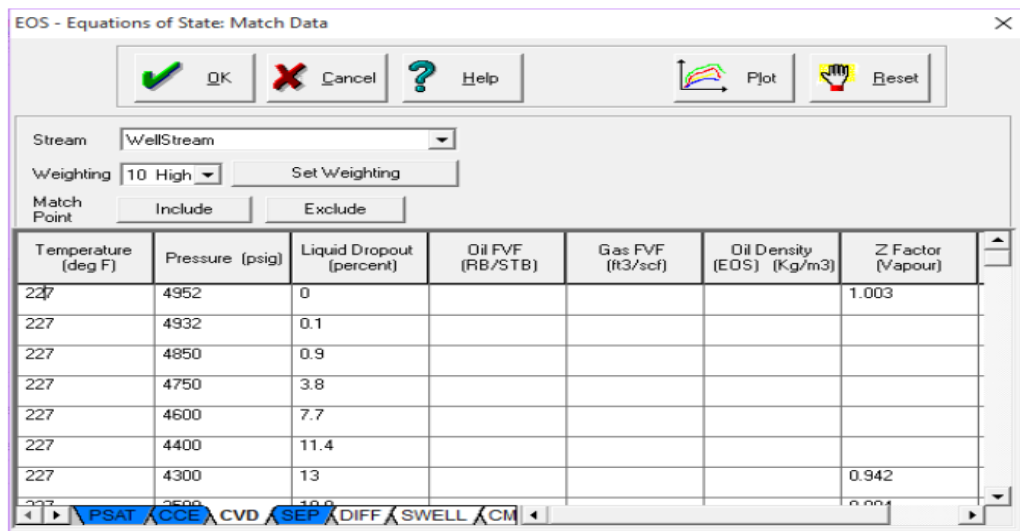 EOS - Equations of State: Match Data
OK Cancel Help Plot Reset
Stream WellStream
Weighting 10 High Set Weighting
Match Point Include Exclude
Temperature (deg F) Pressure (psig) Liquid Dropout (percent) Oil FVF (RB/STB) Gas FVF (ft3/scf) Oil Density (EOS) (Kg/m3) Z Factor (Vapour)
227 4952 0 1.003
227 4932 0.1
227 4850 0.9
227 4750 3.8
227 4600 7.7
227 4400 11.4
227 4300 13 0.942
PSAT CCE CVD SEP DIFF SWELL CM